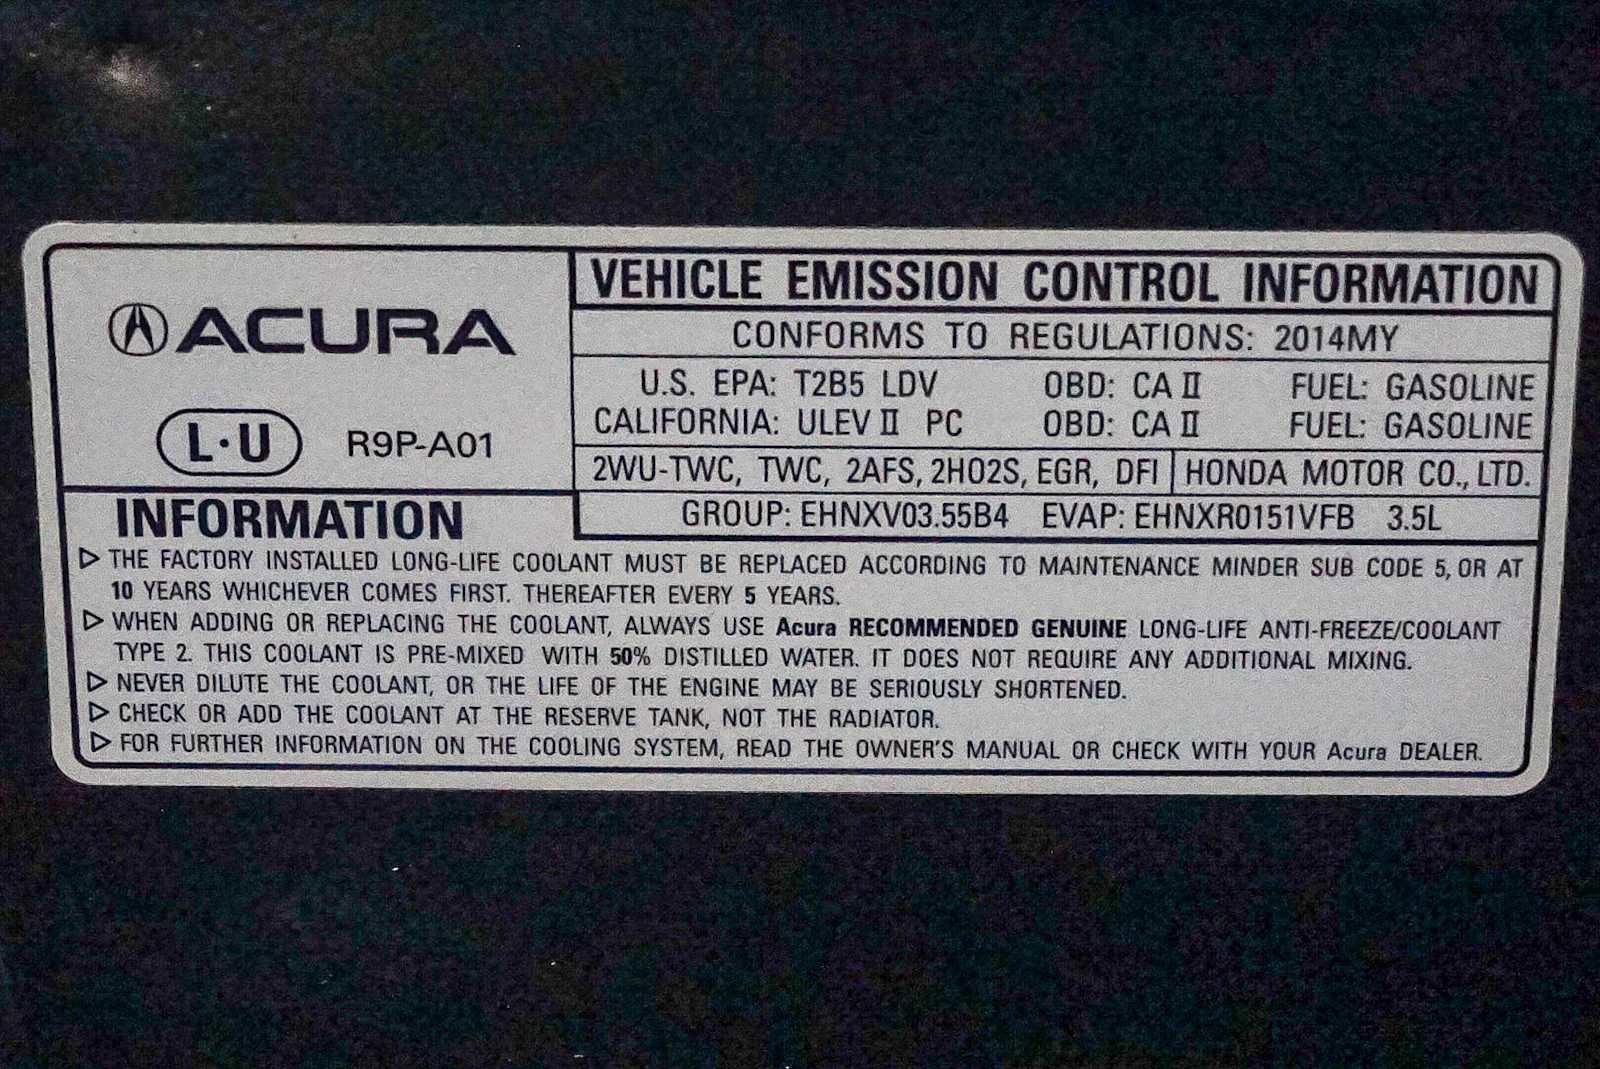 ACURA
L·U R9P-A01
VEHICLE EMISSION CONTROL INFORMATION
CONFORMS TO REGULATIONS: 2014MY
U.S. EPA: T2B5 LDV OBD: CA II FUEL: GASOLINE
CALIFORNIA: ULEV II PC OBD: CA II FUEL: GASOLINE
2WU-TWC, TWC, 2AFS, 2HO2S, EGR, DFI HONDA MOTOR CO., LTD.
GROUP: EHNXV03.55B4 EVAP: EHNXR0151VFB 3.5L
INFORMATION
▷ THE FACTORY INSTALLED LONG-LIFE COOLANT MUST BE REPLACED ACCORDING TO MAINTENANCE MINDER SUB CODE 5, OR AT
10 YEARS WHICHEVER COMES FIRST. THEREAFTER EVERY 5 YEARS.
▷ WHEN ADDING OR REPLACING THE COOLANT, ALWAYS USE Acura RECOMMENDED GENUINE LONG-LIFE ANTI-FREEZE/COOLANT
TYPE 2. THIS COOLANT IS PRE-MIXED WITH 50% DISTILLED WATER. IT DOES NOT REQUIRE ANY ADDITIONAL MIXING.
▷ NEVER DILUTE THE COOLANT, OR THE LIFE OF THE ENGINE MAY BE SERIOUSLY SHORTENED.
▷ CHECK OR ADD THE COOLANT AT THE RESERVE TANK, NOT THE RADIATOR.
▷ FOR FURTHER INFORMATION ON THE COOLING SYSTEM, READ THE OWNER'S MANUAL OR CHECK WITH YOUR Acura DEALER.